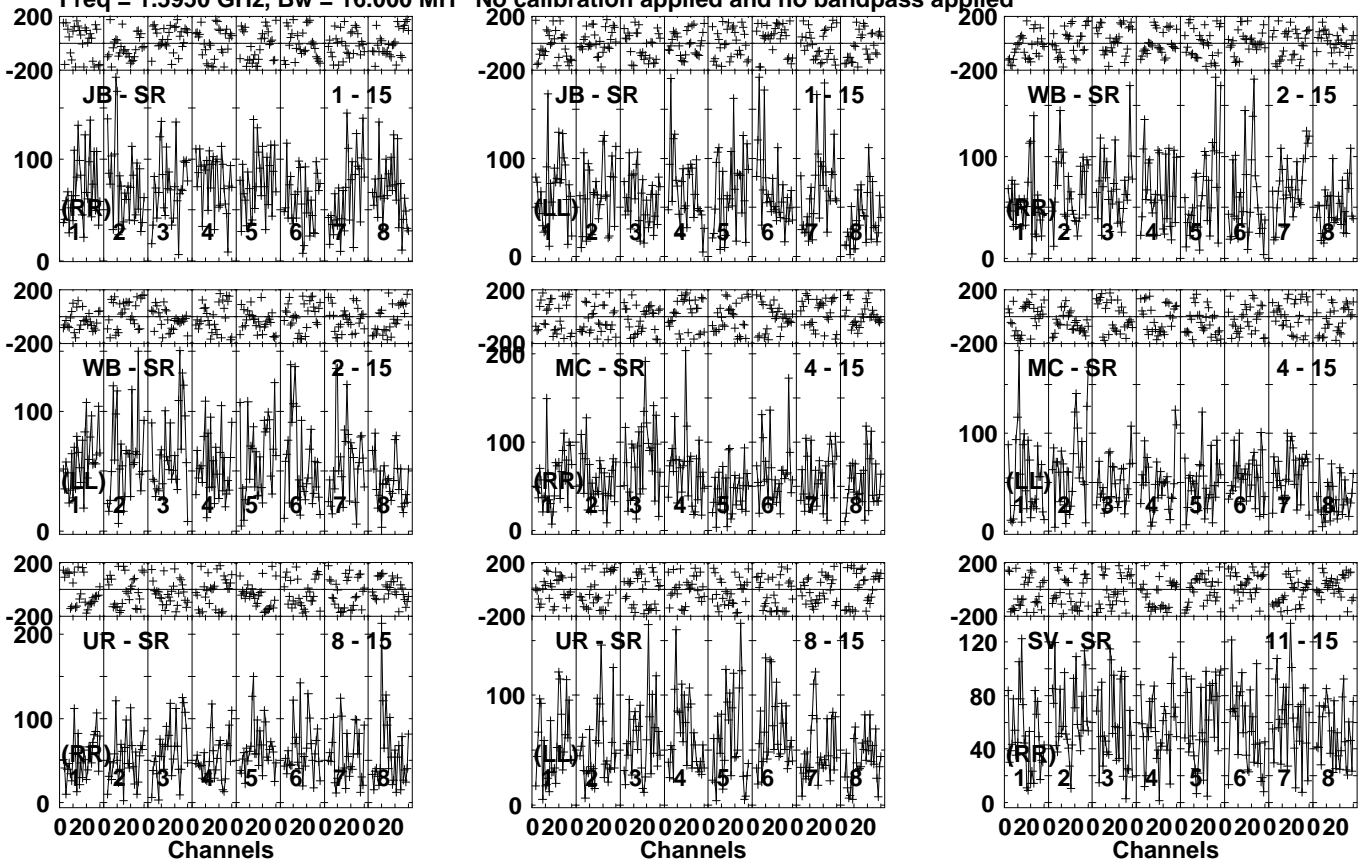 Freq = 1.5950 GHz, Bw = 16.000 MH No calibration applied and no bandpass applied
200 200 200
-200 -200 -200
JB - SR 1 - 15 JB - SR 1 - 15 WB - SR 2 - 15
100 100 100
(RR) (LL) (RR)
1 2 3 4 5 6 7 8 1 2 3 4 5 6 7 8 1 2 3 4 5 6 7 8
0 0 0
200 200 200
-200 -200 -200
200
WB - SR 2 - 15 MC - SR 4 - 15 MC - SR 4 - 15
100 100 100
(LL) (RR) (LL)
1 2 3 4 5 6 7 8 1 2 3 4 5 6 7 8 1 2 3 4 5 6 7 8
0 0 0
200 200 200
-200 -200 -200
200 UR - SR 8 - 15 UR - SR 8 - 15 120 SV - SR 11 - 15
100 100 80
(RR) (LL) 40 (RR)
1 2 3 4 5 6 7 8 1 2 3 4 5 6 7 8 1 2 3 4 5 6 7 8
0 0 0
0 20 0 20 0 20 0 20 0 20 0 20 0 20 0 20 0 20 0 20 0 20 0 20 0 20 0 20 0 20 0 20 0 20 0 20 0 20 0 20 0 20 0 20 0 20 0 20
Channels Channels Channels